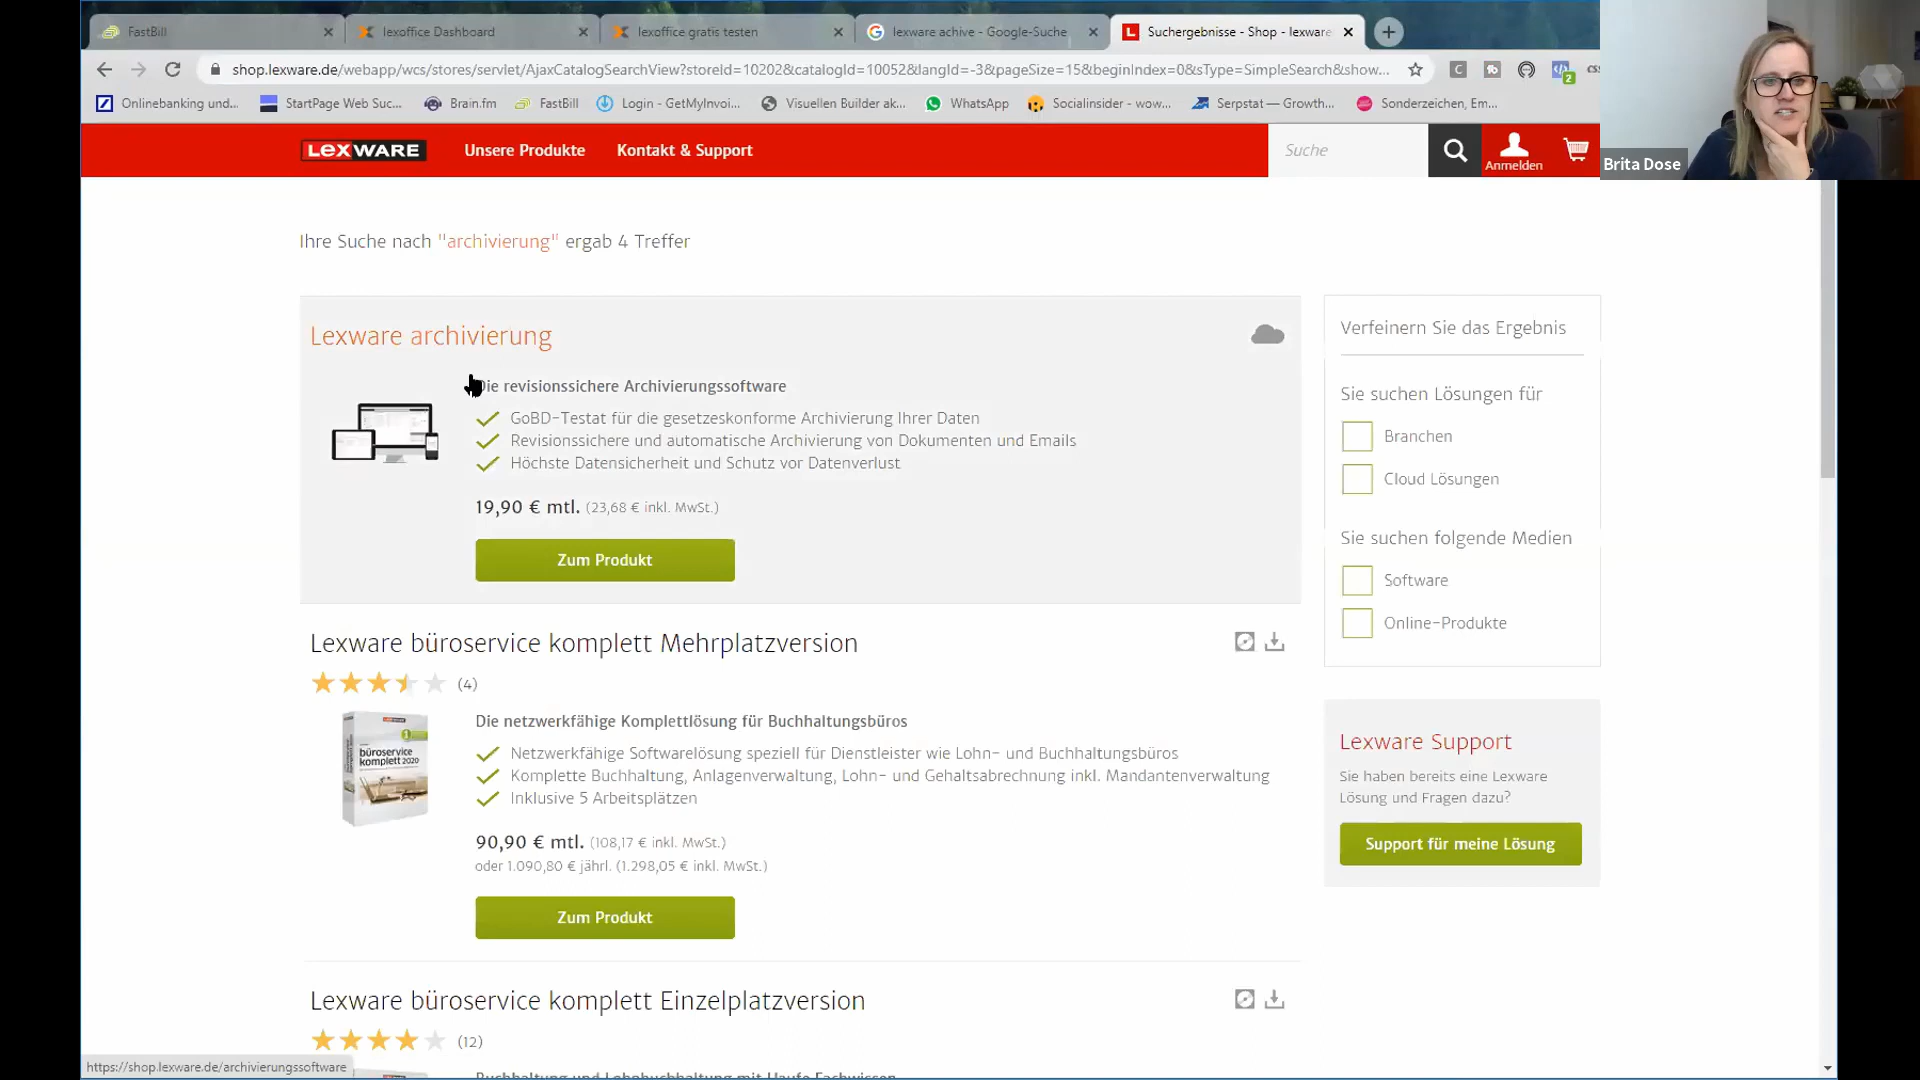 FastBill
lexoffice Dashboard
lexoffice gratis testen
lexware achive - Google-Suche
Suchergebnisse - Shop - lexware
shop.lexware.de/webapp/wcs/stores/servlet/AjaxCatalogSearchView?storeId=10202&catalogId=10052&langId=-3&pageSize=15&beginIndex=0&sType=SimpleSearch&show...
Onlinebanking und...
StartPage Web Suc...
Brain.fm
FastBill
Login - GetMyInvoi...
Visuellen Builder ak...
WhatsApp
Socialinsider - wow...
Serpstat — Growth...
Sonderzeichen, Em...
LEXWARE
Unsere Produkte
Kontakt & Support
Suche
Anmelden
Brita Dose
Ihre Suche nach "archivierung" ergab 4 Treffer
Lexware archivierung
Die revisionssichere Archivierungssoftware
GoBD-Testat für die gesetzeskonforme Archivierung Ihrer Daten
Revisionssichere und automatische Archivierung von Dokumenten und Emails
Höchste Datensicherheit und Schutz vor Datenverlust
19,90 € mtl. (23,68 € inkl. MwSt.)
Zum Produkt
Lexware büroservice komplett Mehrplatzversion
(4)
büroservice
komplett 2020
Die netzwerkfähige Komplettlösung für Buchhaltungsbüros
Netzwerkfähige Softwarelösung speziell für Dienstleister wie Lohn- und Buchhaltungsbüros
Komplette Buchhaltung, Anlagenverwaltung, Lohn- und Gehaltsabrechnung inkl. Mandantenverwaltung
Inklusive 5 Arbeitsplätzen
90,90 € mtl. (108,17 € inkl. MwSt.)
oder 1.090,80 € jährl. (1.298,05 € inkl. MwSt.)
Zum Produkt
Lexware büroservice komplett Einzelplatzversion
(12)
Buchhaltung und Lohnbuchhaltung mit Haufe Fachwissen
Verfeinern Sie das Ergebnis
Sie suchen Lösungen für
Branchen
Cloud Lösungen
Sie suchen folgende Medien
Software
Online-Produkte
Lexware Support
Sie haben bereits eine Lexware
Lösung und Fragen dazu?
Support für meine Lösung
https://shop.lexware.de/archivierungssoftware